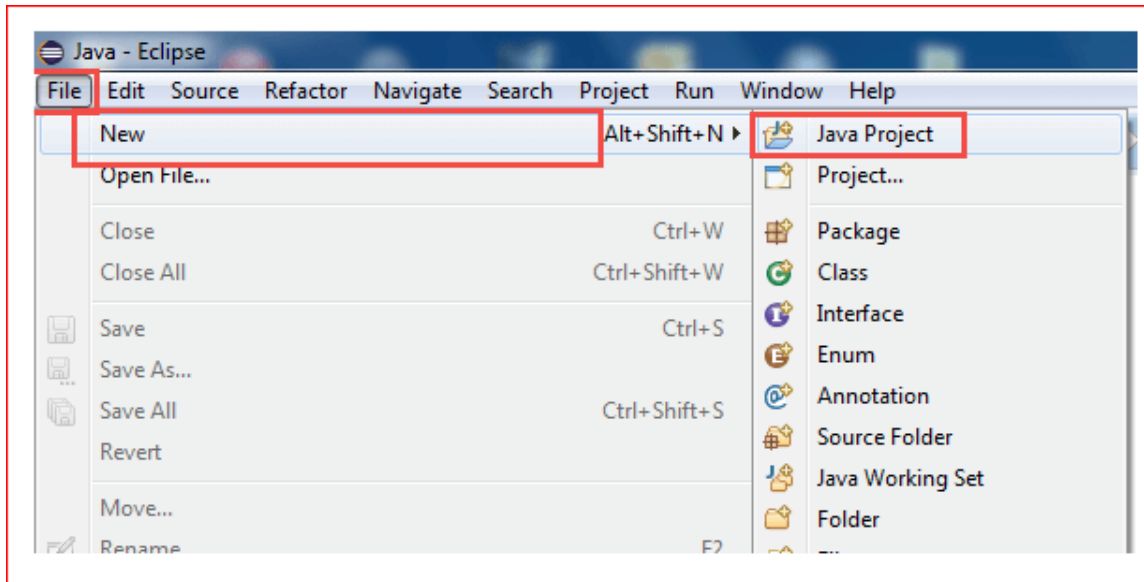 Java - Eclipse
File Edit Source Refactor Navigate Search Project Run Window Help
New Alt+Shift+N
Open File...
Close Ctrl+W
Close All Ctrl+Shift+W
Save Ctrl+S
Save As...
Save All Ctrl+Shift+S
Revert
Move...
Rename F2
Java Project
Project...
Package
Class
Interface
Enum
Annotation
Source Folder
Java Working Set
Folder